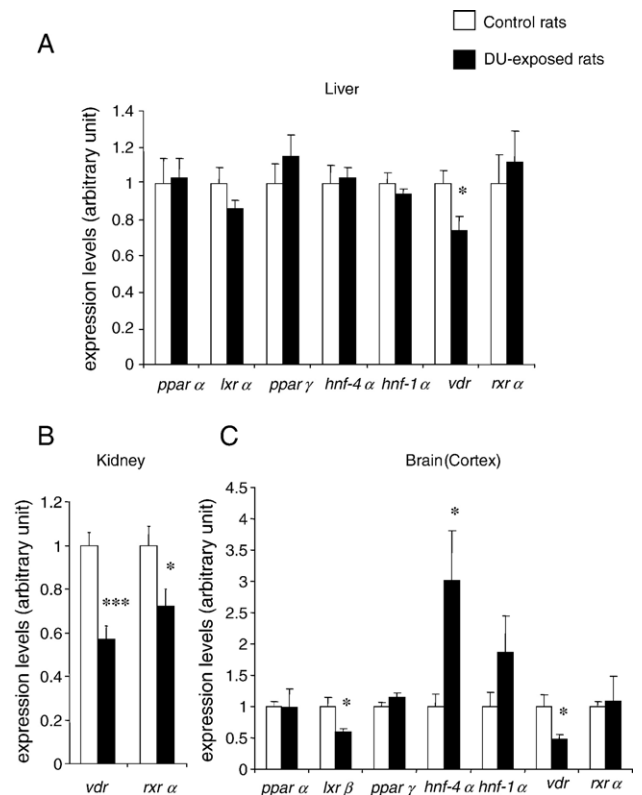 Control rats
DU-exposed rats
A
Liver
expression levels (arbitrary unit)
1.4
1.2
1
0.8
0.6
0.4
0.2
0
*
ppar α lxr α ppar γ hnf-4 α hnf-1 α vdr rxr α
B
Kidney
expression levels (arbitrary unit)
1.2
1
0.8
0.6
0.4
0.2
0
***
*
vdr rxr α
C
Brain(Cortex)
expression levels (arbitrary unit)
4.5
4
3.5
3
2.5
2
1.5
1
0.5
0
*
*
*
ppar α lxr β ppar γ hnf-4 α hnf-1 α vdr rxr α